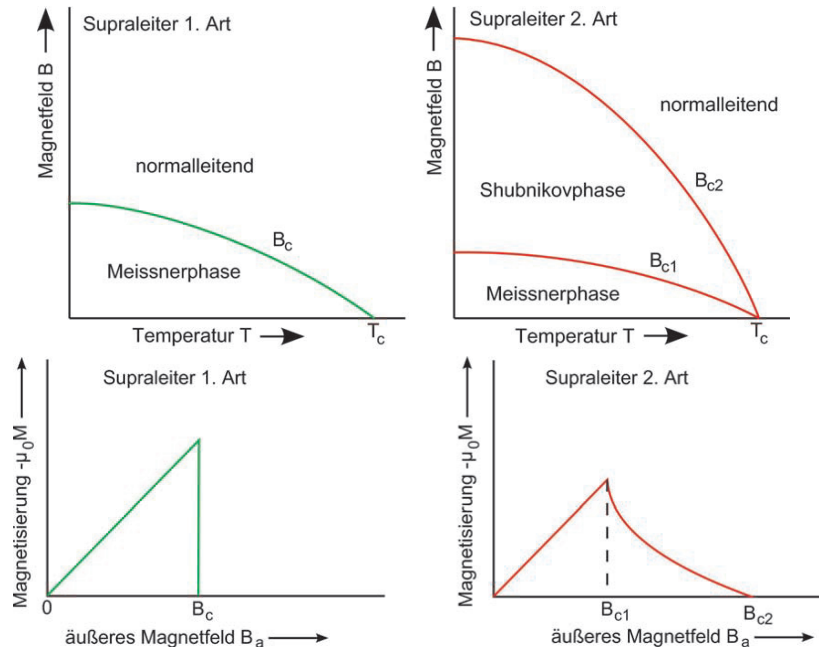 Supraleiter 1. Art
Magnetfeld B
normalleitend
B_c
Meissnerphase
Temperatur T
T_c
Supraleiter 2. Art
Magnetfeld B
normalleitend
Shubnikovphase
B_c2
B_c1
Meissnerphase
Temperatur T
T_c
Supraleiter 1. Art
Magnetisierung -µ₀M
0
B_c
äußeres Magnetfeld B_a
Supraleiter 2. Art
Magnetisierung -µ₀M
B_c1
B_c2
äußeres Magnetfeld B_a